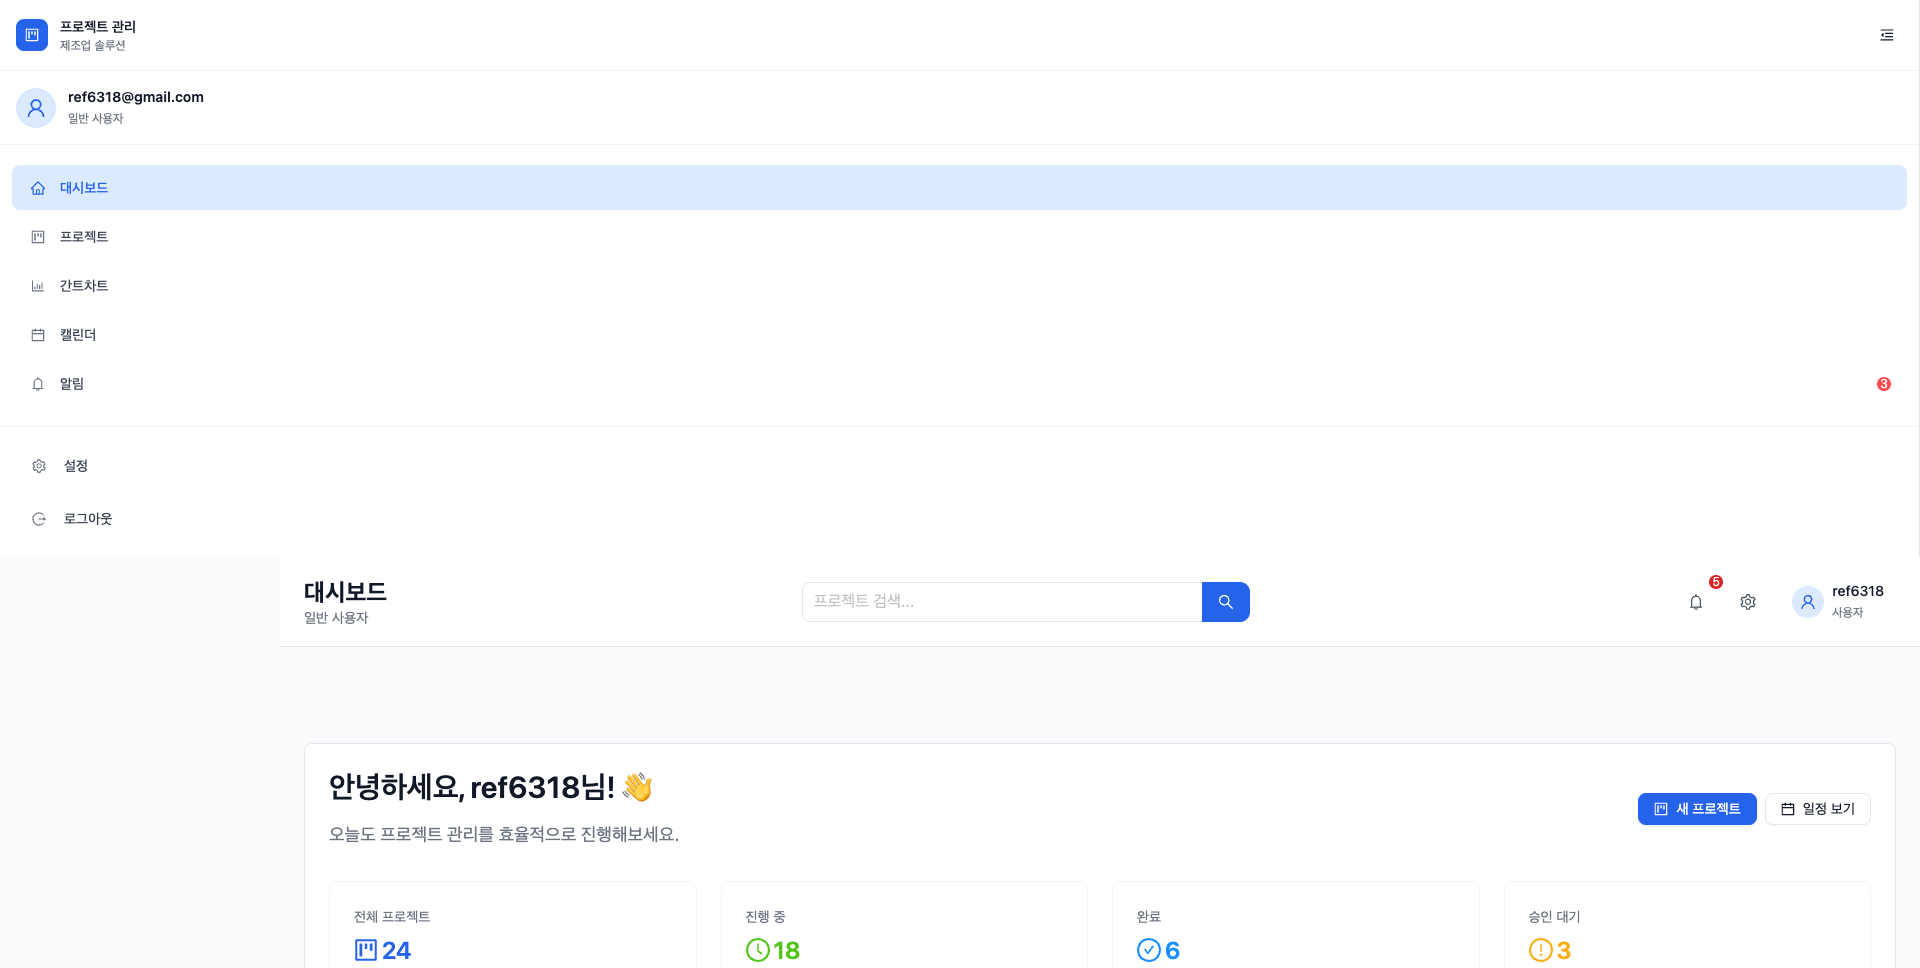 프로젝트 관리
제조업 솔루션
ref6318@gmail.com
일반 사용자
대시보드
프로젝트
간트차트
캘린더
알림
3
설정
로그아웃
대시보드
일반 사용자
프로젝트 검색...
5
ref6318
사용자
안녕하세요, ref6318님! 👋
오늘도 프로젝트 관리를 효율적으로 진행해보세요.
새 프로젝트
일정 보기
전체 프로젝트
24
진행 중
18
완료
6
승인 대기
3